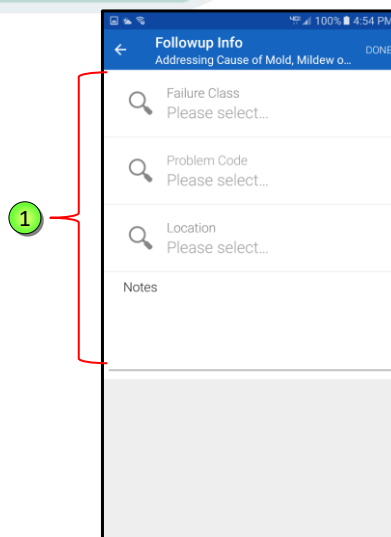 4G 100% 4:54 PM
Followup Info
Addressing Cause of Mold, Mildew o... DONE
Failure Class
Please select...
Problem Code
Please select...
1
Location
Please select...
Notes